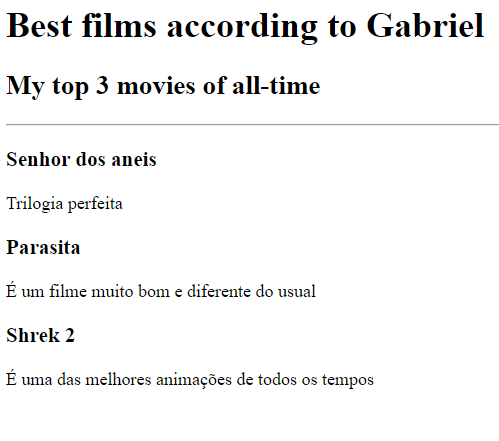 Best films according to Gabriel
My top 3 movies of all-time
Senhor dos aneis
Trilogia perfeita
Parasita
É um filme muito bom e diferente do usual
Shrek 2
É uma das melhores animações de todos os tempos